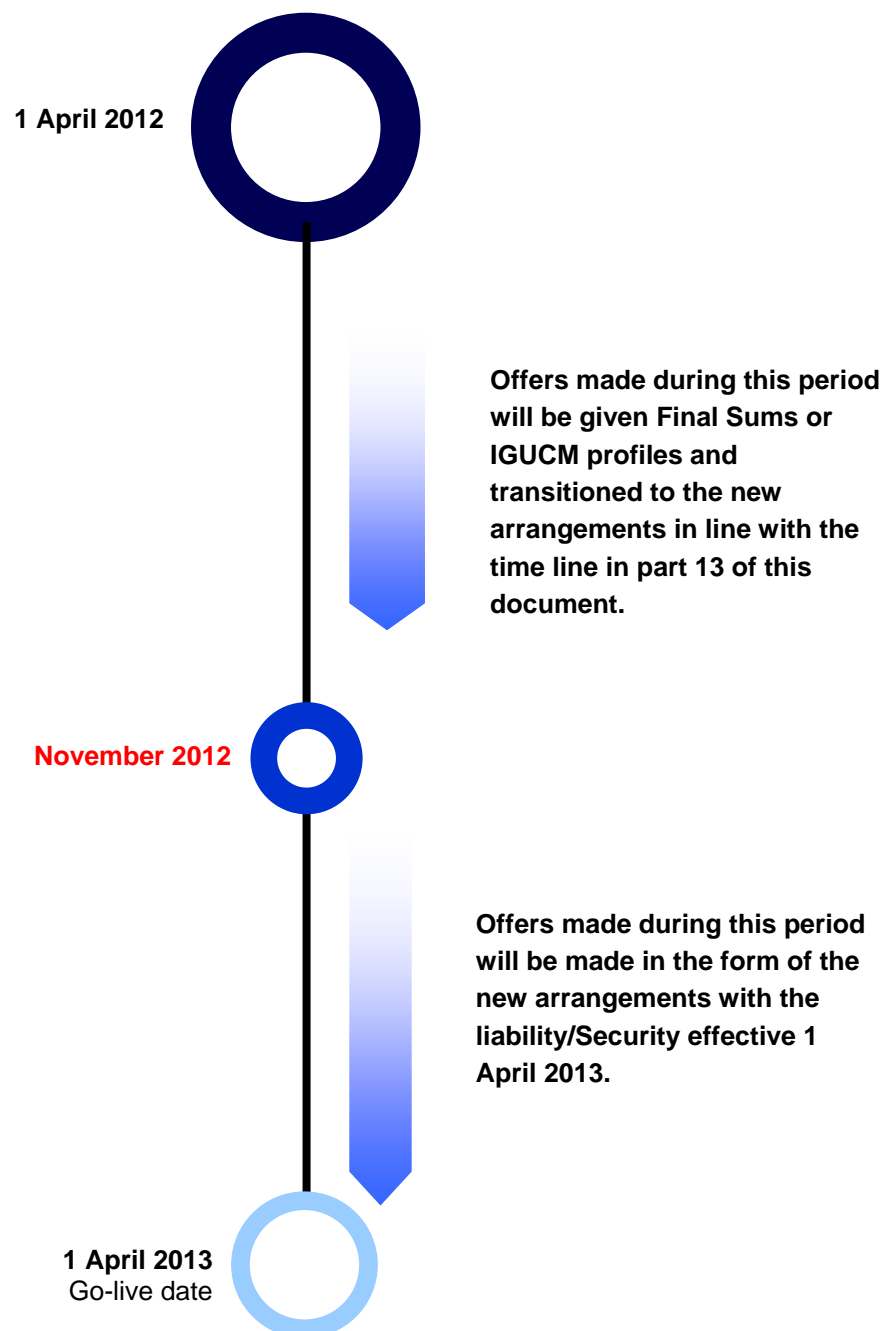 1 April 2012
Offers made during this period
will be given Final Sums or
IGUCM profiles and
transitioned to the new
arrangements in line with the
time line in part 13 of this
document.
November 2012
Offers made during this period
will be made in the form of the
new arrangements with the
liability/Security effective 1
April 2013.
1 April 2013
Go-live date